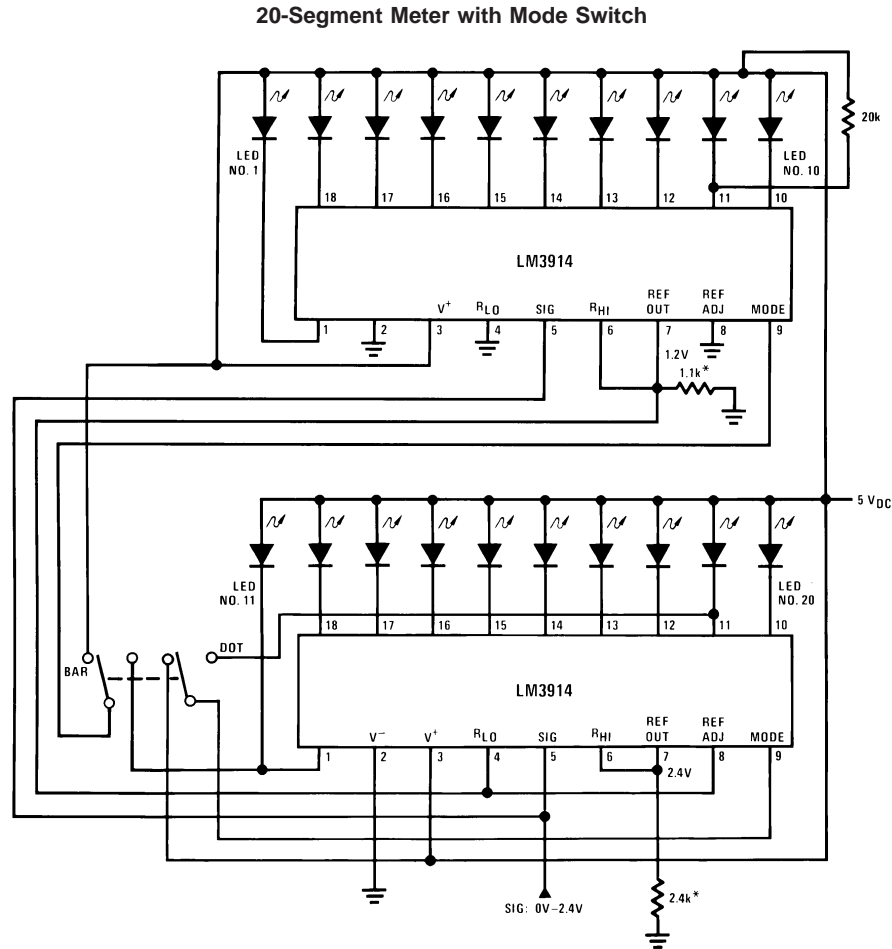 20-Segment Meter with Mode Switch
20k
LED
NO. 1
LED
NO. 10
18 17 16 15 14 13 12 11 10
LM3914
V+ RLO SIG RHI REF OUT REF ADJ MODE
1 2 3 4 5 6 7 8 9
1.2V
1.1k*
5 VDC
LED
NO. 11
LED
NO. 20
18 17 16 15 14 13 12 11 10
DOT
BAR
LM3914
V− V+ RLO SIG RHI REF OUT REF ADJ MODE
1 2 3 4 5 6 7 8 9
2.4V
SIG: 0V–2.4V
2.4k*